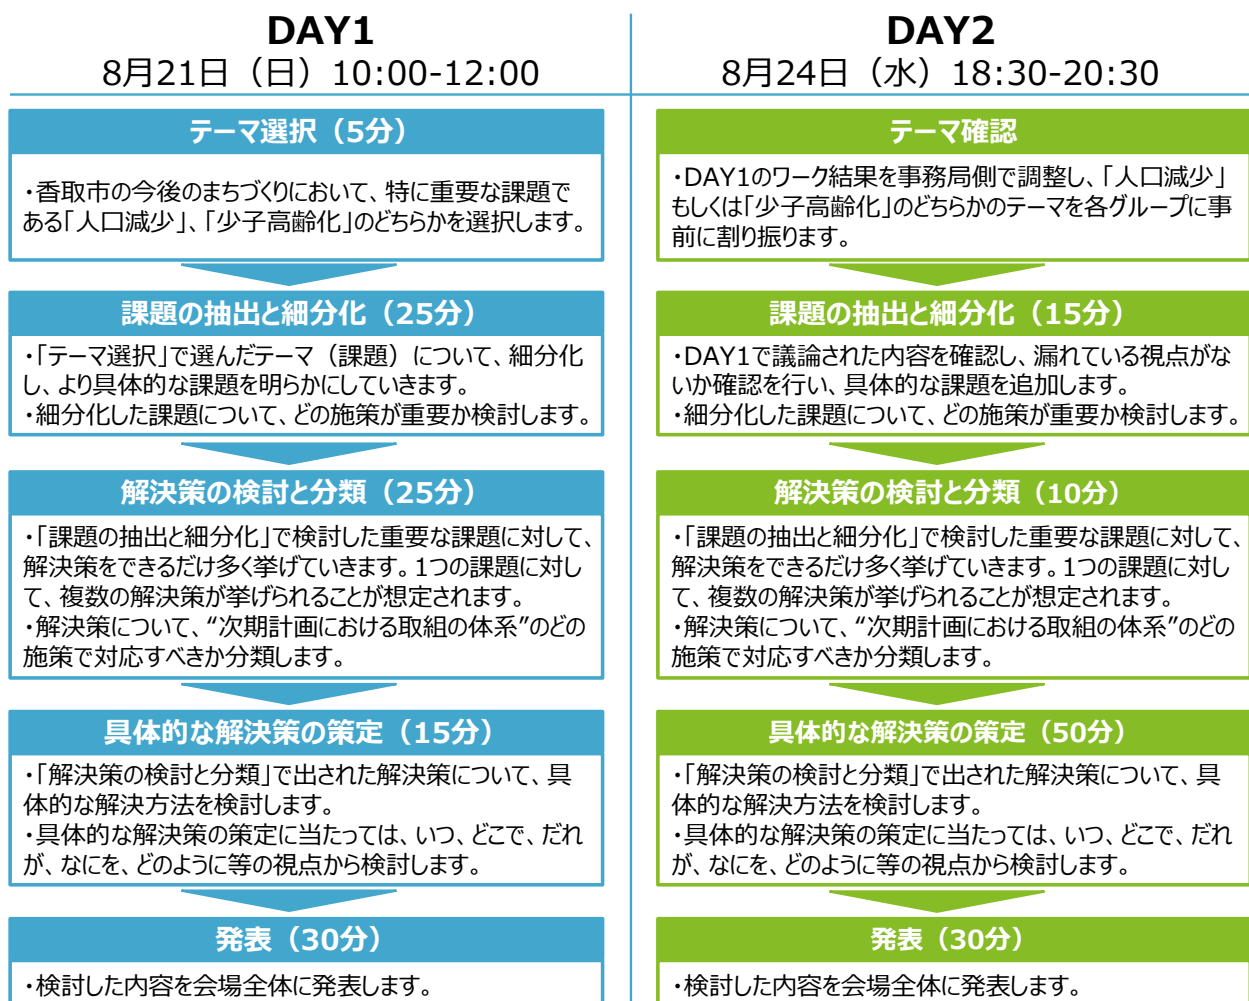 DAY1
8月21日（日）10:00-12:00
テーマ選択（5分）
・香取市の今後のまちづくりにおいて、特に重要な課題で
ある「人口減少」、「少子高齢化」のどちらかを選択します。
課題の抽出と細分化（25分）
・「テーマ選択」で選んだテーマ（課題）について、細分化
し、より具体的な課題を明らかにしていきます。
・細分化した課題について、どの施策が重要か検討します。
解決策の検討と分類（25分）
・「課題の抽出と細分化」で検討した重要な課題に対して、
解決策をできるだけ多く挙げていきます。1つの課題に対し
て、複数の解決策が挙げられることが想定されます。
・解決策について、“次期計画における取組の体系”のどの
施策で対応すべきか分類します。
具体的な解決策の策定（15分）
・「解決策の検討と分類」で出された解決策について、具
体的な解決方法を検討します。
・具体的な解決策の策定に当たっては、いつ、どこで、だれ
が、なにを、どのように等の視点から検討します。
発表（30分）
・検討した内容を会場全体に発表します。
DAY2
8月24日（水）18:30-20:30
テーマ確認
・DAY1のワーク結果を事務局側で調整し、「人口減少」
もしくは「少子高齢化」のどちらかのテーマを各グループに事
前に割り振ります。
課題の抽出と細分化（15分）
・DAY1で議論された内容を確認し、漏れている視点がな
いか確認を行い、具体的な課題を追加します。
・細分化した課題について、どの施策が重要か検討します。
解決策の検討と分類（10分）
・「課題の抽出と細分化」で検討した重要な課題に対して、
解決策をできるだけ多く挙げていきます。1つの課題に対し
て、複数の解決策が挙げられることが想定されます。
・解決策について、“次期計画における取組の体系”のどの
施策で対応すべきか分類します。
具体的な解決策の策定（50分）
・「解決策の検討と分類」で出された解決策について、具
体的な解決方法を検討します。
・具体的な解決策の策定に当たっては、いつ、どこで、だれ
が、なにを、どのように等の視点から検討します。
発表（30分）
・検討した内容を会場全体に発表します。